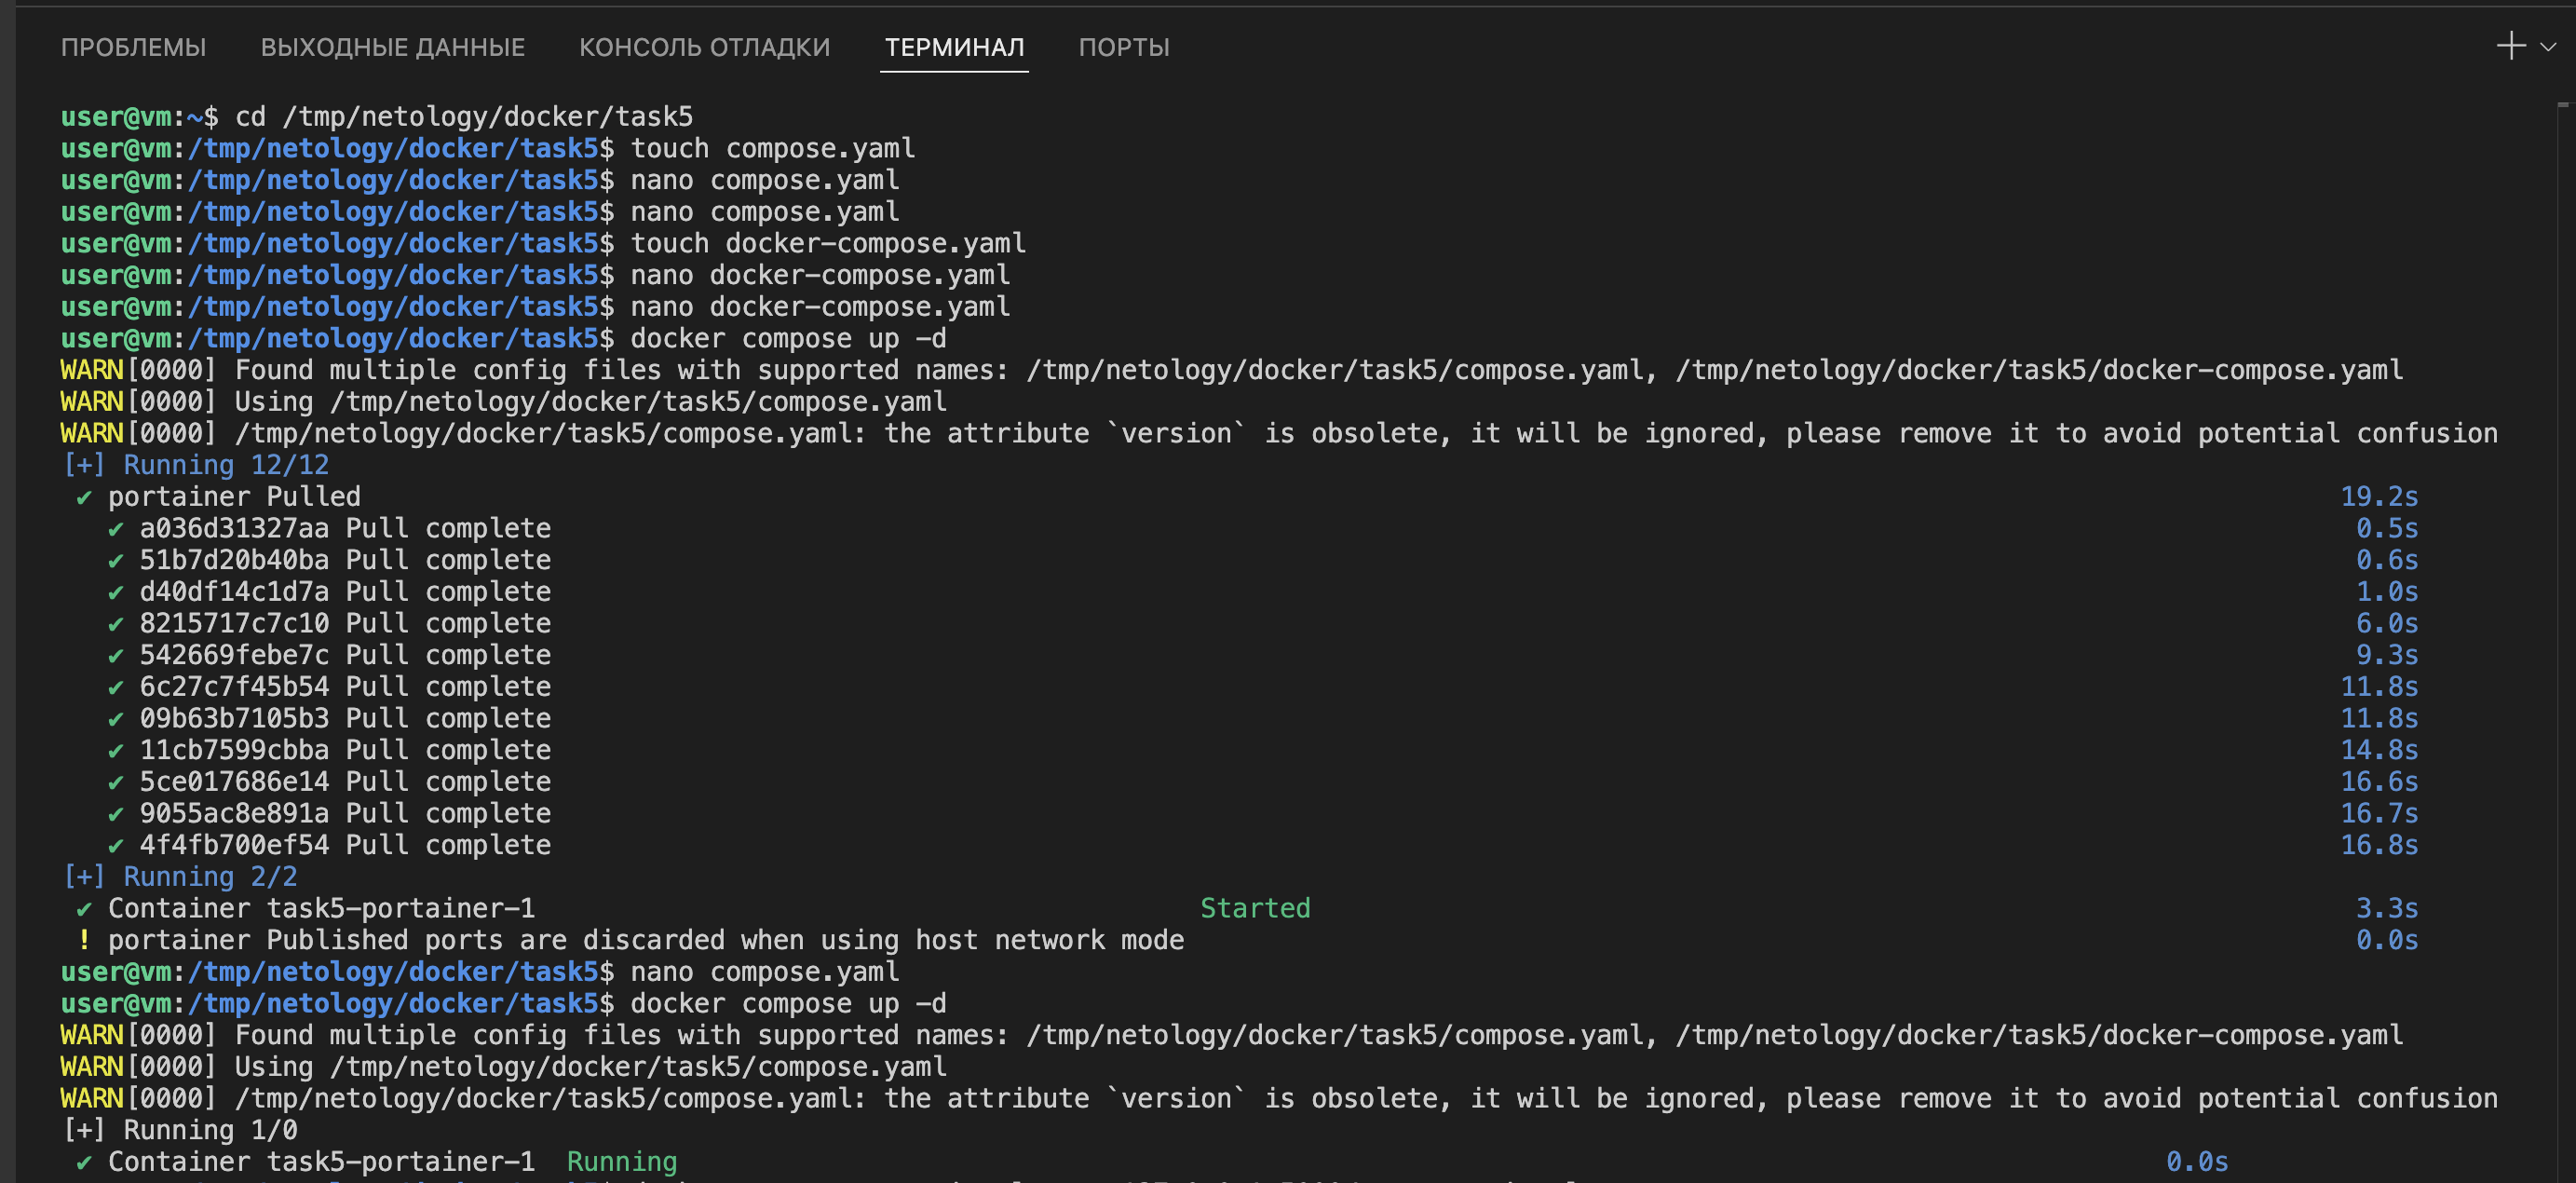 ПРОБЛЕМЫ ВЫХОДНЫЕ ДАННЫЕ КОНСОЛЬ ОТЛАДКИ ТЕРМИНАЛ ПОРТЫ
user@vm:~$ cd /tmp/netology/docker/task5
user@vm:/tmp/netology/docker/task5$ touch compose.yaml
user@vm:/tmp/netology/docker/task5$ nano compose.yaml
user@vm:/tmp/netology/docker/task5$ nano compose.yaml
user@vm:/tmp/netology/docker/task5$ touch docker-compose.yaml
user@vm:/tmp/netology/docker/task5$ nano docker-compose.yaml
user@vm:/tmp/netology/docker/task5$ nano docker-compose.yaml
user@vm:/tmp/netology/docker/task5$ docker compose up -d
WARN[0000] Found multiple config files with supported names: /tmp/netology/docker/task5/compose.yaml, /tmp/netology/docker/task5/docker-compose.yaml
WARN[0000] Using /tmp/netology/docker/task5/compose.yaml
WARN[0000] /tmp/netology/docker/task5/compose.yaml: the attribute `version` is obsolete, it will be ignored, please remove it to avoid potential confusion
[+] Running 12/12
✔ portainer Pulled 19.2s
✔ a036d31327aa Pull complete 0.5s
✔ 51b7d20b40ba Pull complete 0.6s
✔ d40df14c1d7a Pull complete 1.0s
✔ 8215717c7c10 Pull complete 6.0s
✔ 542669febe7c Pull complete 9.3s
✔ 6c27c7f45b54 Pull complete 11.8s
✔ 09b63b7105b3 Pull complete 11.8s
✔ 11cb7599cbba Pull complete 14.8s
✔ 5ce017686e14 Pull complete 16.6s
✔ 9055ac8e891a Pull complete 16.7s
✔ 4f4fb700ef54 Pull complete 16.8s
[+] Running 2/2
✔ Container task5-portainer-1 Started 3.3s
! portainer Published ports are discarded when using host network mode 0.0s
user@vm:/tmp/netology/docker/task5$ nano compose.yaml
user@vm:/tmp/netology/docker/task5$ docker compose up -d
WARN[0000] Found multiple config files with supported names: /tmp/netology/docker/task5/compose.yaml, /tmp/netology/docker/task5/docker-compose.yaml
WARN[0000] Using /tmp/netology/docker/task5/compose.yaml
WARN[0000] /tmp/netology/docker/task5/compose.yaml: the attribute `version` is obsolete, it will be ignored, please remove it to avoid potential confusion
[+] Running 1/0
✔ Container task5-portainer-1 Running 0.0s